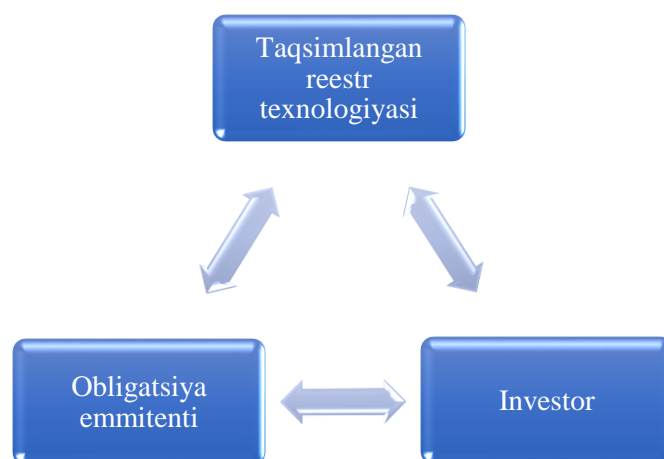 Taqsimlangan
reestr
texnologiyasi
Obligatsiya
emmitenti
Investor